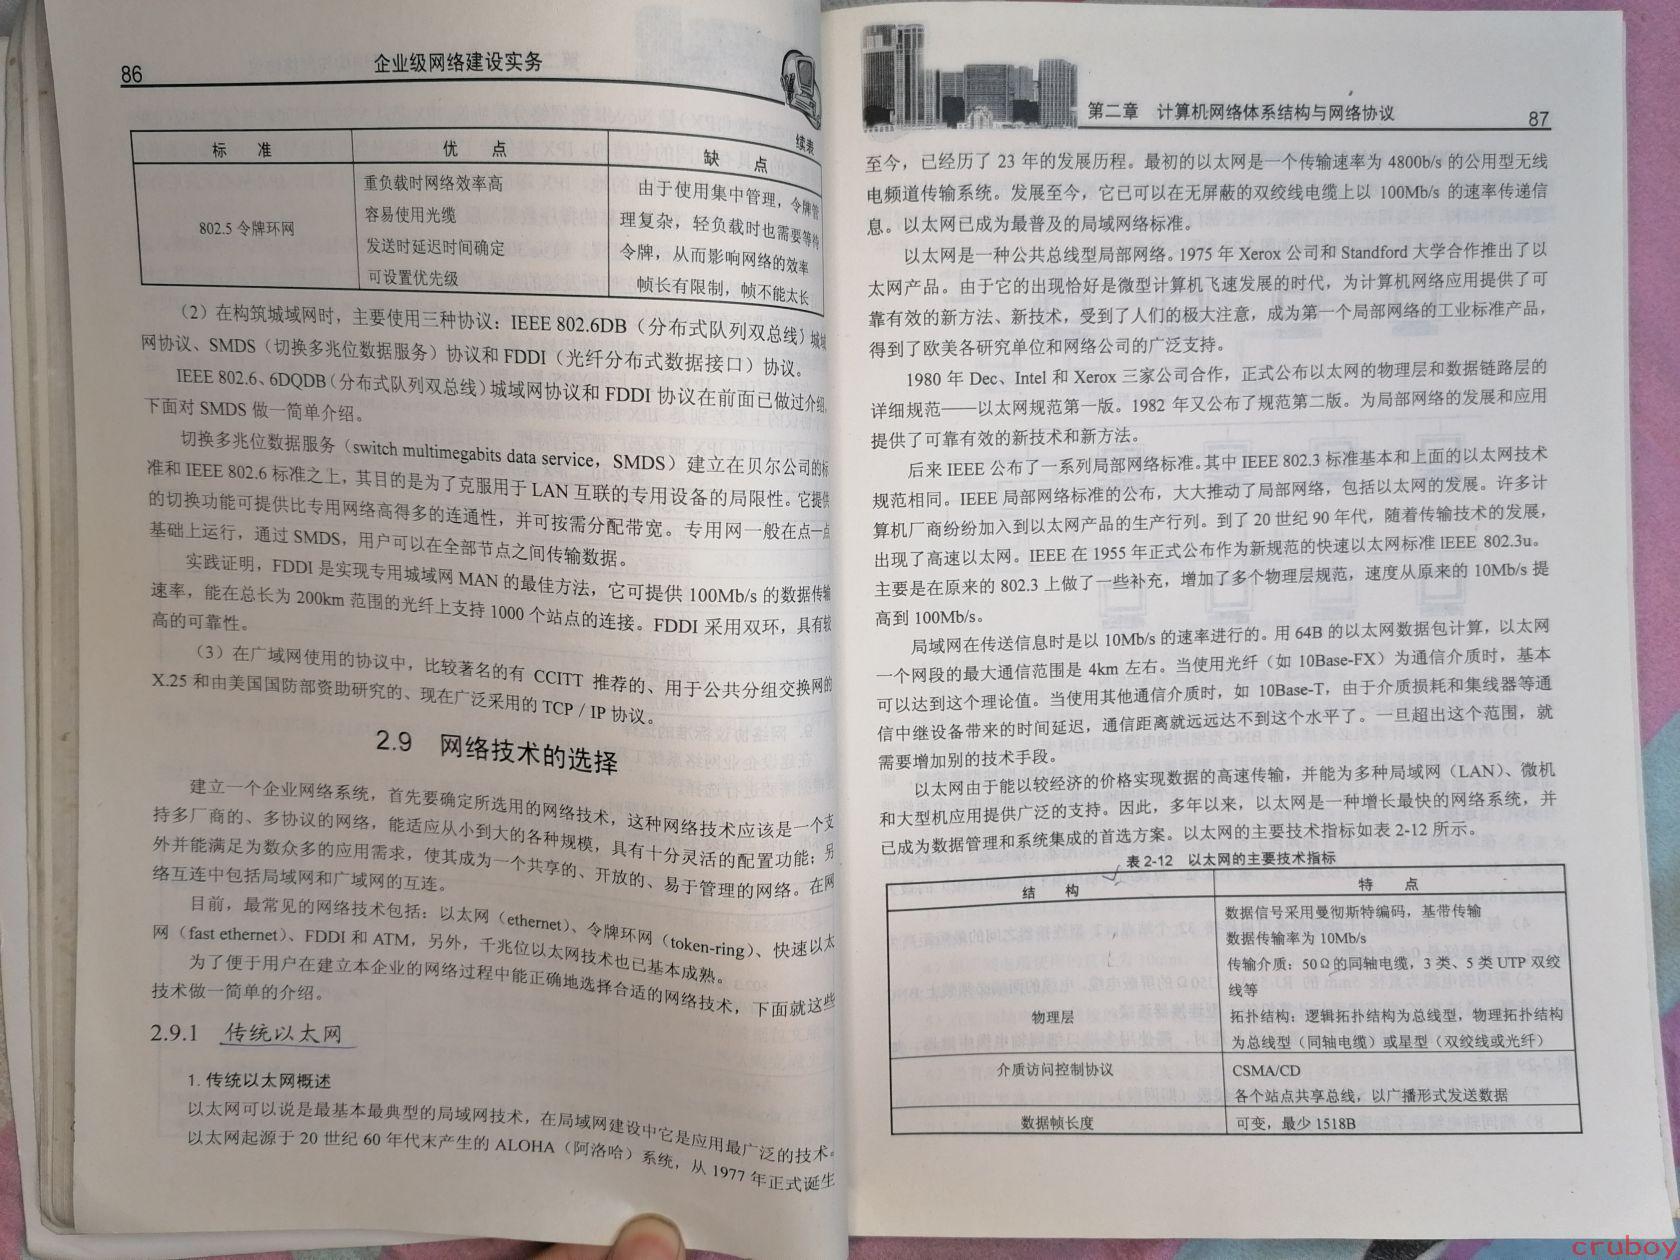 86
企业级网络建设实务
续表
标 准
优 点
缺 点
802.5 令牌环网
重负载时网络效率高
容易使用光缆
发送时延迟时间确定
可设置优先级
由于使用集中管理，令牌管
理复杂，轻负载时也需要等待
令牌，从而影响网络的效率
帧长有限制，帧不能太长
（2）在构筑城域网时，主要使用三种协议：IEEE 802.6DB（分布式队列双总线）城域
网协议、SMDS（切换多兆位数据服务）协议和 FDDI（光纤分布式数据接口）协议。
IEEE 802.6、6DQDB（分布式队列双总线）城域网协议和 FDDI 协议在前面已做过介绍，
下面对 SMDS 做一简单介绍。
切换多兆位数据服务（switch multimegabits data service，SMDS）建立在贝尔公司的标
准和 IEEE 802.6 标准之上，其目的是为了克服用于 LAN 互联的专用设备的局限性。它提供
的切换功能可提供比专用网络高得多的连通性，并可按需分配带宽。专用网一般在点—点
基础上运行，通过 SMDS，用户可以在全部节点之间传输数据。
实践证明，FDDI 是实现专用城域网 MAN 的最佳方法，它可提供 100Mb/s 的数据传输
速率，能在总长为 200km 范围的光纤上支持 1000 个站点的连接。FDDI 采用双环，具有较
高的可靠性。
（3）在广域网使用的协议中，比较著名的有 CCITT 推荐的、用于公共分组交换网的
X.25 和由美国国防部资助研究的、现在广泛采用的 TCP / IP 协议。
2.9 网络技术的选择
建立一个企业网络系统，首先要确定所选用的网络技术，这种网络技术应该是一个支
持多厂商的、多协议的网络，能适应从小到大的各种规模，具有十分灵活的配置功能；另
外并能满足为数众多的应用需求，使其成为一个共享的、开放的、易于管理的网络。在网
络互连中包括局域网和广域网的互连。
目前，最常见的网络技术包括：以太网（ethernet）、令牌环网（token-ring）、快速以太
网（fast ethernet）、FDDI 和 ATM，另外，千兆位以太网技术也已基本成熟。
为了便于用户在建立本企业的网络过程中能正确地选择合适的网络技术，下面就这些
技术做一简单的介绍。
2.9.1 传统以太网
1. 传统以太网概述
以太网可以说是最基本最典型的局域网技术，在局域网建设中它是应用最广泛的技术。
以太网起源于 20 世纪 60 年代末产生的 ALOHA（阿洛哈）系统，从 1977 年正式诞生
第二章 计算机网络体系结构与网络协议
87
至今，已经历了 23 年的发展历程。最初的以太网是一个传输速率为 4800b/s 的公用型无线
电频道传输系统。发展至今，它已可以在无屏蔽的双绞线电缆上以 100Mb/s 的速率传递信
息。以太网已成为最普及的局域网络标准。
以太网是一种公共总线型局部网络。1975 年 Xerox 公司和 Standford 大学合作推出了以
太网产品。由于它的出现恰好是微型计算机飞速发展的时代，为计算机网络应用提供了可
靠有效的新方法、新技术，受到了人们的极大注意，成为第一个局部网络的工业标准产品，
得到了欧美各研究单位和网络公司的广泛支持。
1980 年 Dec、Intel 和 Xerox 三家公司合作，正式公布以太网的物理层和数据链路层的
详细规范——以太网规范第一版。1982 年又公布了规范第二版。为局部网络的发展和应用
提供了可靠有效的新技术和新方法。
后来 IEEE 公布了一系列局部网络标准。其中 IEEE 802.3 标准基本和上面的以太网技术
规范相同。IEEE 局部网络标准的公布，大大推动了局部网络，包括以太网的发展。许多计
算机厂商纷纷加入到以太网产品的生产行列。到了 20 世纪 90 年代，随着传输技术的发展，
出现了高速以太网。IEEE 在 1955 年正式公布作为新规范的快速以太网标准 IEEE 802.3u。
主要是在原来的 802.3 上做了一些补充，增加了多个物理层规范，速度从原来的 10Mb/s 提
高到 100Mb/s。
局域网在传送信息时是以 10Mb/s 的速率进行的。用 64B 的以太网数据包计算，以太网
一个网段的最大通信范围是 4km 左右。当使用光纤（如 10Base-FX）为通信介质时，基本
可以达到这个理论值。当使用其他通信介质时，如 10Base-T，由于介质损耗和集线器等通
信中继设备带来的时间延迟，通信距离就远远达不到这个水平了。一旦超出这个范围，就
需要增加别的技术手段。
以太网由于能以较经济的价格实现数据的高速传输，并能为多种局域网（LAN）、微机
和大型机应用提供广泛的支持。因此，多年以来，以太网是一种增长最快的网络系统，并
已成为数据管理和系统集成的首选方案。以太网的主要技术指标如表 2-12 所示。
表 2-12 以太网的主要技术指标
结 构
特 点
物理层
数据信号采用曼彻斯特编码，基带传输
数据传输率为 10Mb/s
传输介质：50Ω的同轴电缆，3 类、5 类 UTP 双绞
线等
拓扑结构：逻辑拓扑结构为总线型，物理拓扑结构
为总线型（同轴电缆）或星型（双绞线或光纤）
介质访问控制协议
CSMA/CD
各个站点共享总线，以广播形式发送数据
数据帧长度
可变，最少 1518B
cruboy